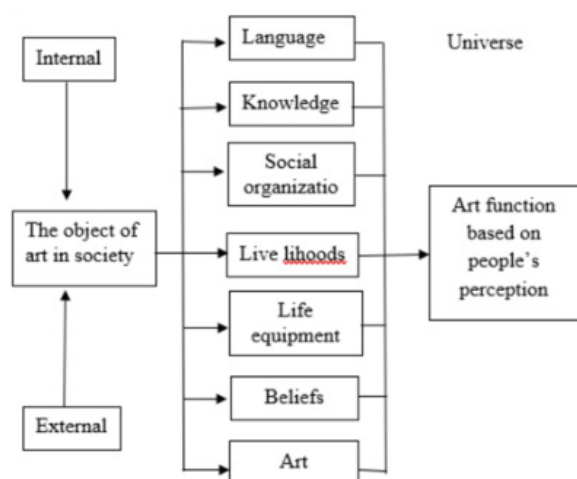 Internal
The object of
art in society
External
Language
Knowledge
Social
organizatio
Live lihoods
Life
equipment
Beliefs
Art
Universe
Art function
based on
people's
perception